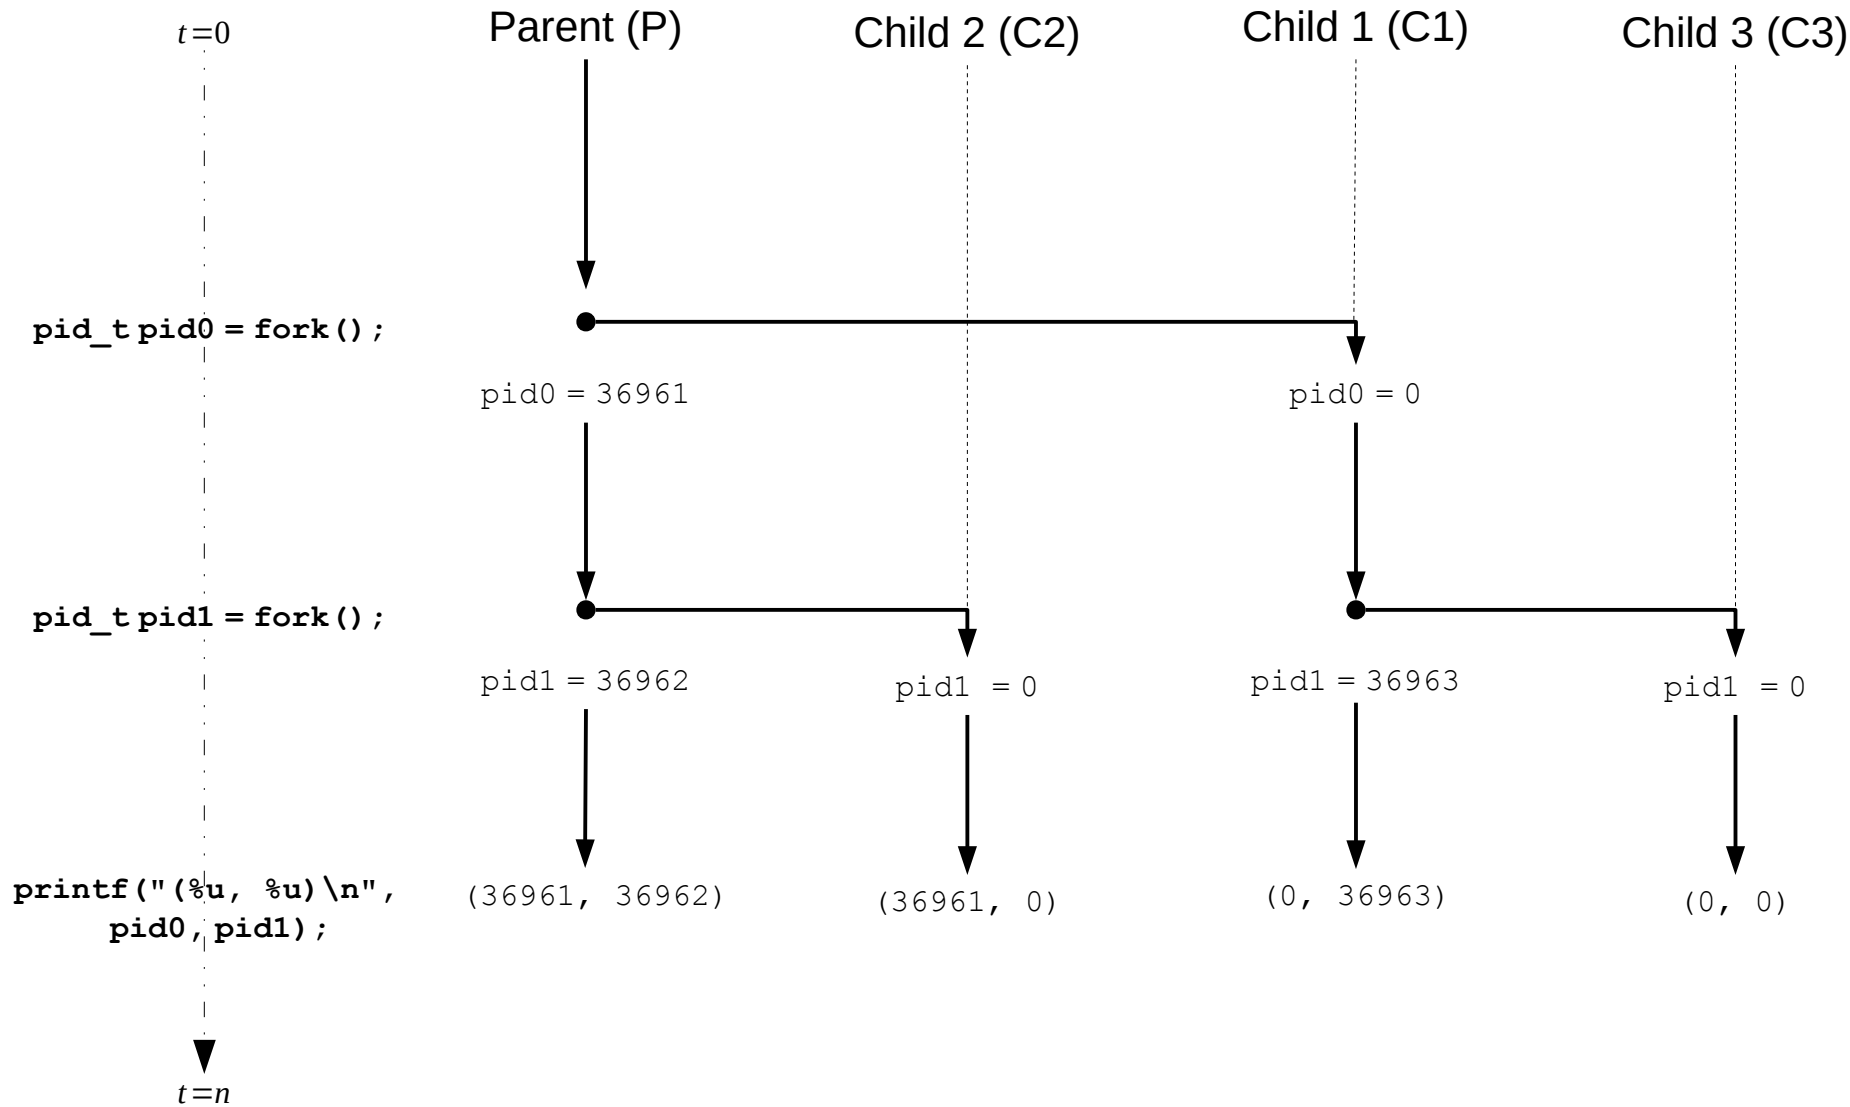 t=0
Parent (P)
Child 2 (C2)
Child 1 (C1)
Child 3 (C3)
pid_t pid0 = fork();
pid0 = 36961
pid0 = 0
pid_t pid1 = fork();
pid1 = 36962
pid1 = 0
pid1 = 36963
pid1 = 0
printf("(%u, %u)\n",
pid0, pid1);
(36961, 36962)
(36961, 0)
(0, 36963)
(0, 0)
t=n